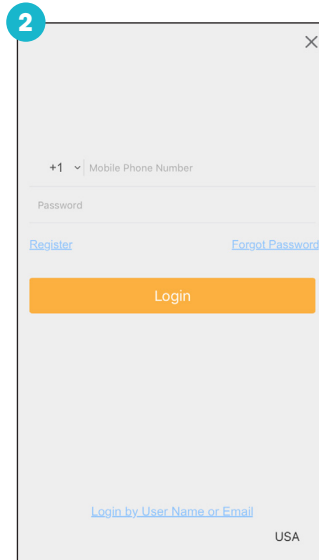 2
+1 Mobile Phone Number
Password
Register Forgot Password
Login
Login by User Name or Email
USA